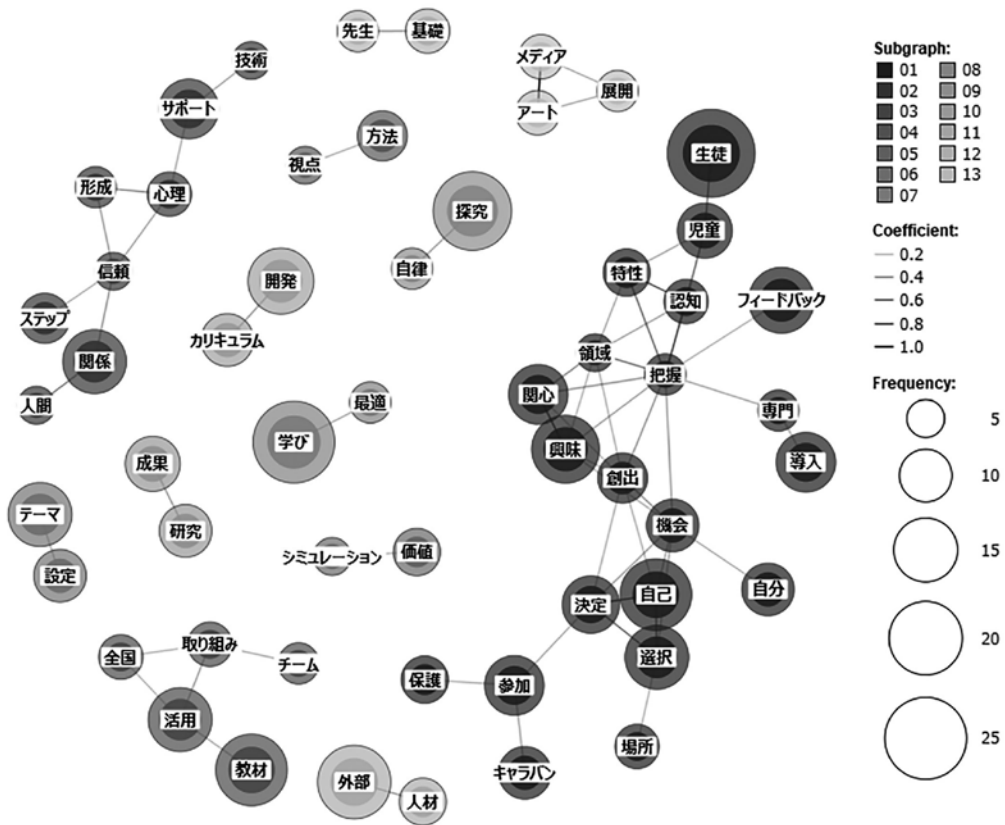 先生
基礎
技術
メディア
展開
アート
サポート
方法
視点
生徒
形成
心理
探究
児童
自律
特性
認知
フィードバック
信頼
開発
ステップ
カリキュラム
領域
把握
関係
関心
人間
最適
専門
学び
興味
導入
成果
創出
テーマ
研究
機会
シミュレーション
価値
設定
自分
決定
自己
全国
取り組み
チーム
選択
保護
参加
活用
場所
教材
キャラバン
外部
人材
Subgraph:
01
02
03
04
05
06
07
08
09
10
11
12
13
Coefficient:
0.2
0.4
0.6
0.8
1.0
Frequency:
5
10
15
20
25